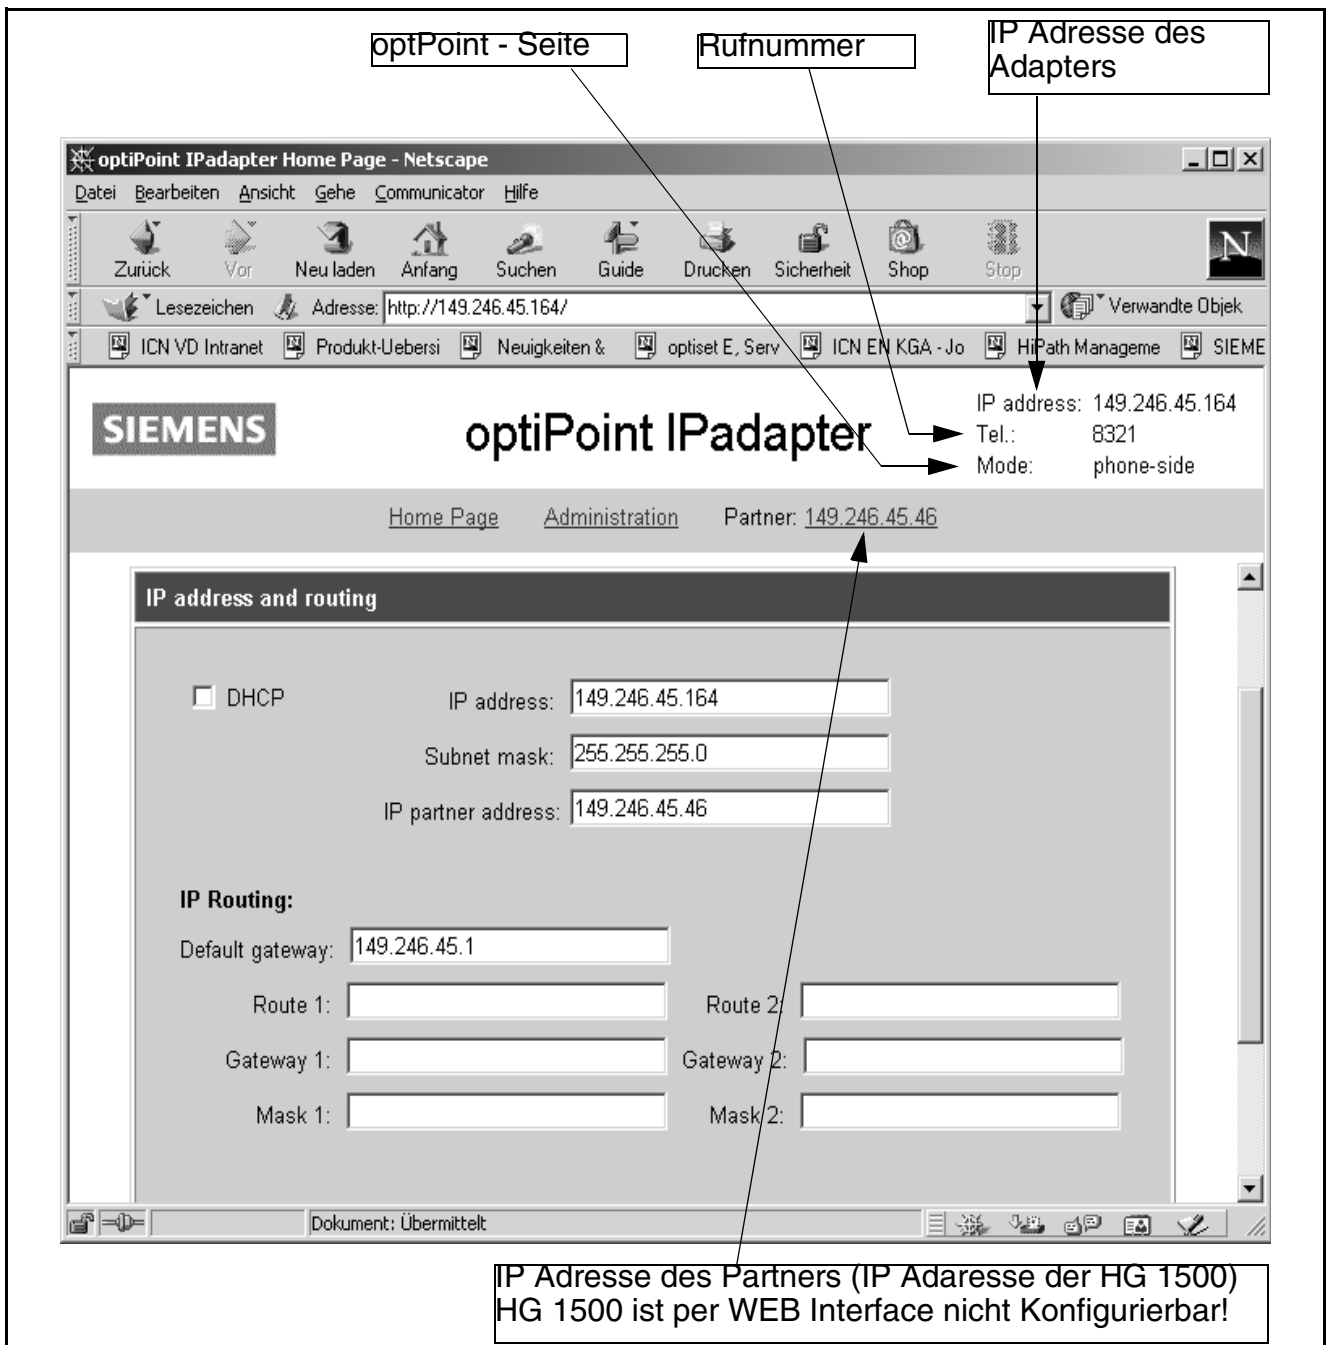 optPoint - Seite
Rufnummer
IP Adresse des
Adapters
optiPoint IPadapter Home Page - Netscape
Datei Bearbeiten Ansicht Gehe Communicator Hilfe
Zurück Vor Neu laden Anfang Suchen Guide Drucken Sicherheit Shop Stop
N
Lesezeichen Adresse: http://149.246.45.164/ Verwandte Objek
ICN VD Intranet Produkt-Uebersi Neuigkeiten & optiset E, Serv ICN EN KGA - Jo HiPath Manageme SIEME
SIEMENS
optiPoint IPadapter
IP address: 149.246.45.164
Tel.: 8321
Mode: phone-side
Home Page Administration Partner: 149.246.45.46
IP address and routing
DHCP
IP address: 149.246.45.164
Subnet mask: 255.255.255.0
IP partner address: 149.246.45.46
IP Routing:
Default gateway: 149.246.45.1
Route 1: Route 2:
Gateway 1: Gateway 2:
Mask 1: Mask 2:
Dokument: Übermittelt
IP Adresse des Partners (IP Adaresse der HG 1500)
HG 1500 ist per WEB Interface nicht Konfigurierbar!